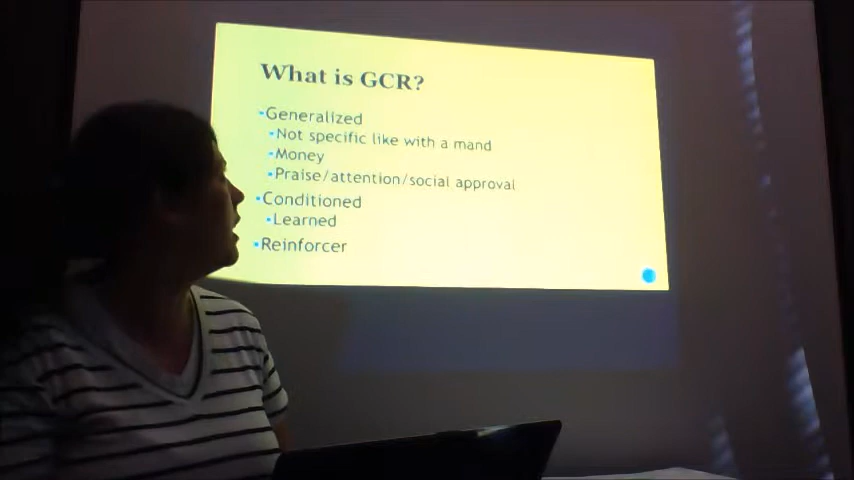 What is GCR?
▪Generalized
▪Not specific like with a mand
▪Money
▪Praise/attention/social approval
▪Conditioned
▪Learned
▪Reinforcer